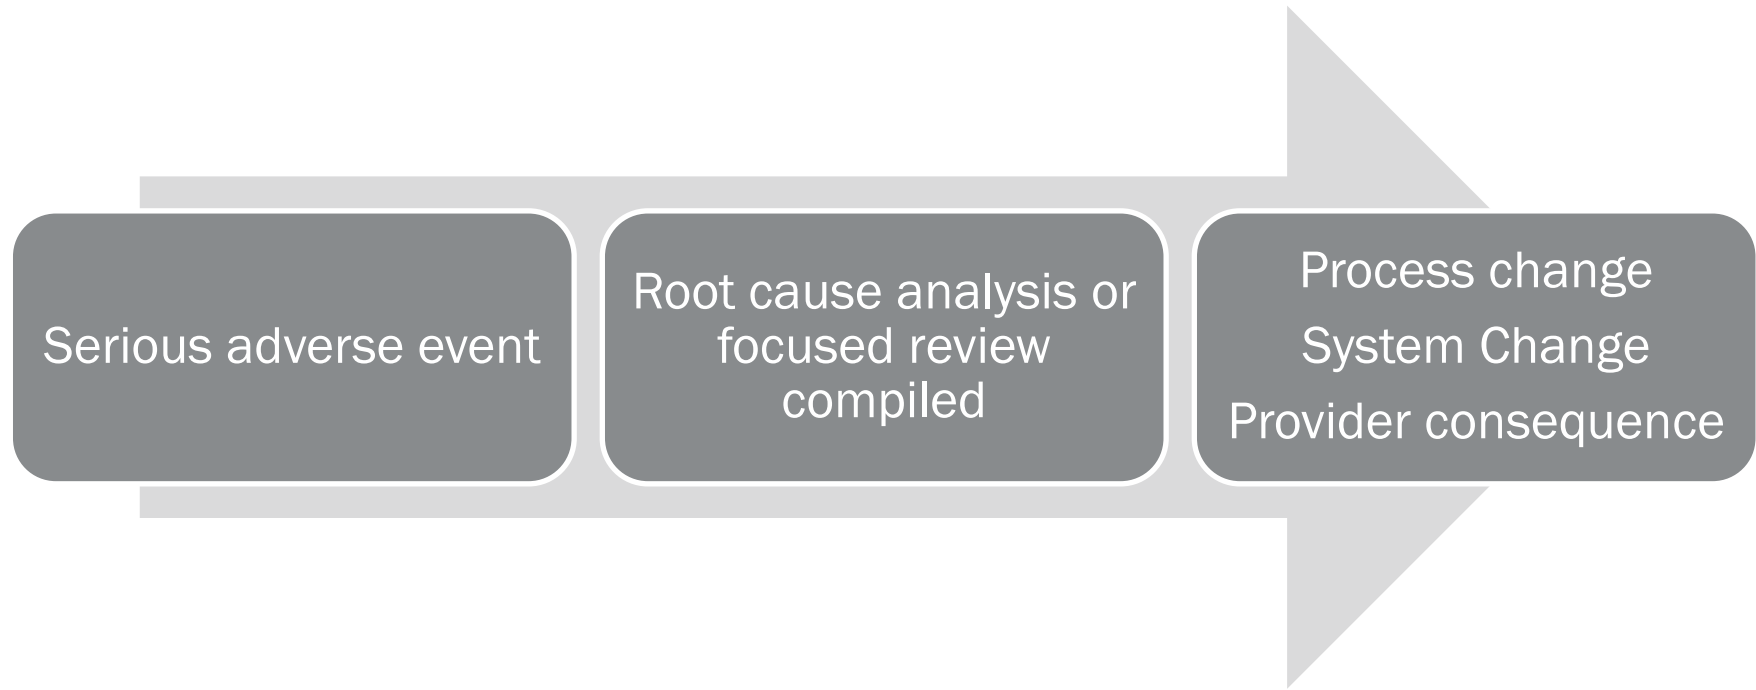 Serious adverse event
Root cause analysis or
focused review
compiled
Process change
System Change
Provider consequence